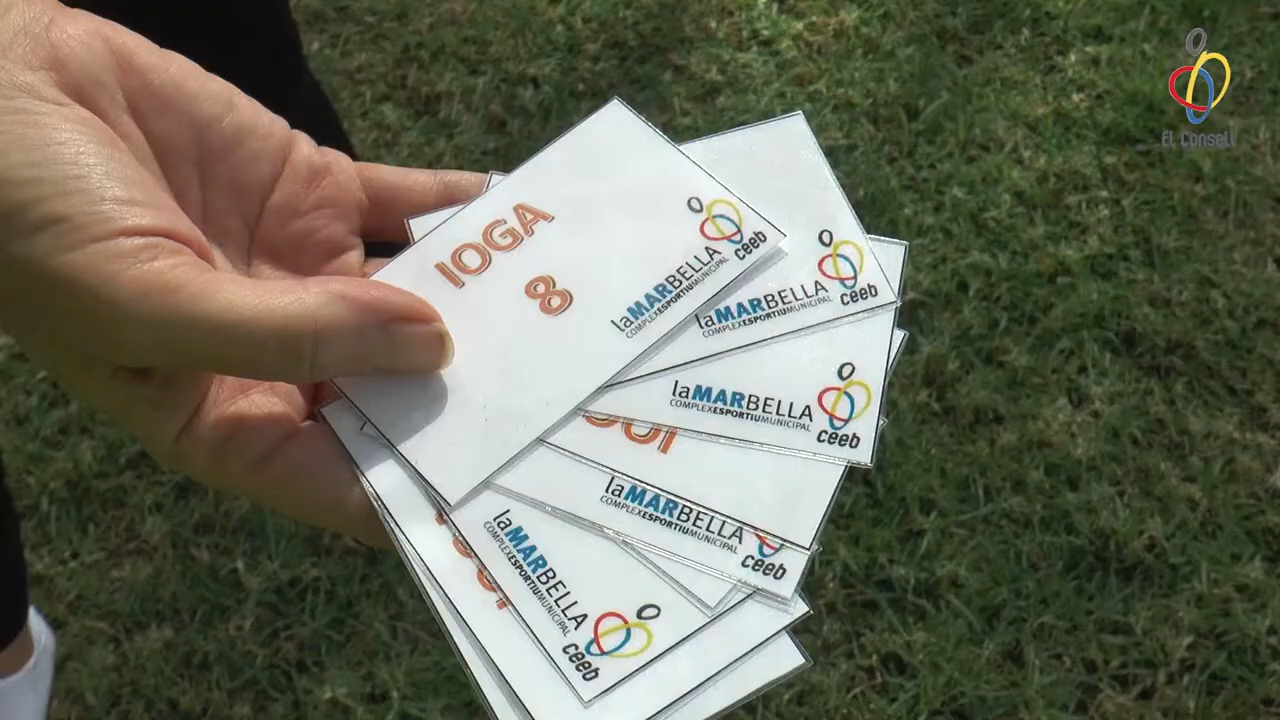 El Consell
IOGA
8
laMARBELLA
COMPLEXESPORTIUMUNICIPAL
ceeb
laMARBELLA
COMPLEXESPORTIUMUNICIPAL
ceeb
laMARBELLA
COMPLEXESPORTIUMUNICIPAL
ceeb
laMARBELLA
COMPLEXESPORTIUMUNICIPAL
ceeb
laMARBELLA
COMPLEXESPORTIUMUNICIPAL
ceeb